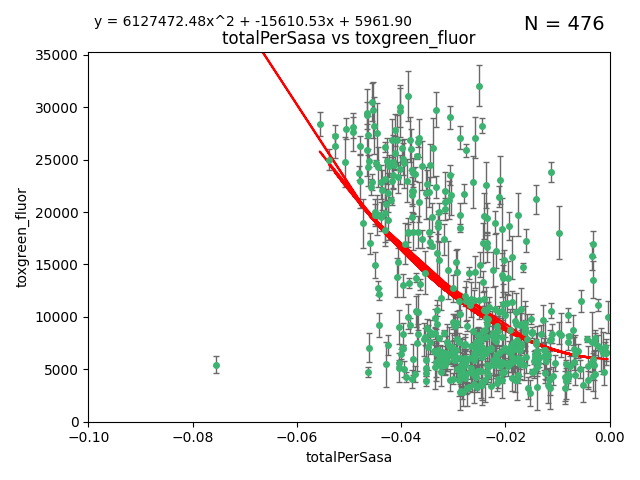 y = 6127472.48x^2 + -15610.53x + 5961.90
N = 476
totalPerSasa vs toxgreen_fluor
35000
30000
25000
20000
15000
10000
5000
0
toxgreen_fluor
−0.10
−0.08
−0.06
−0.04
−0.02
0.00
totalPerSasa